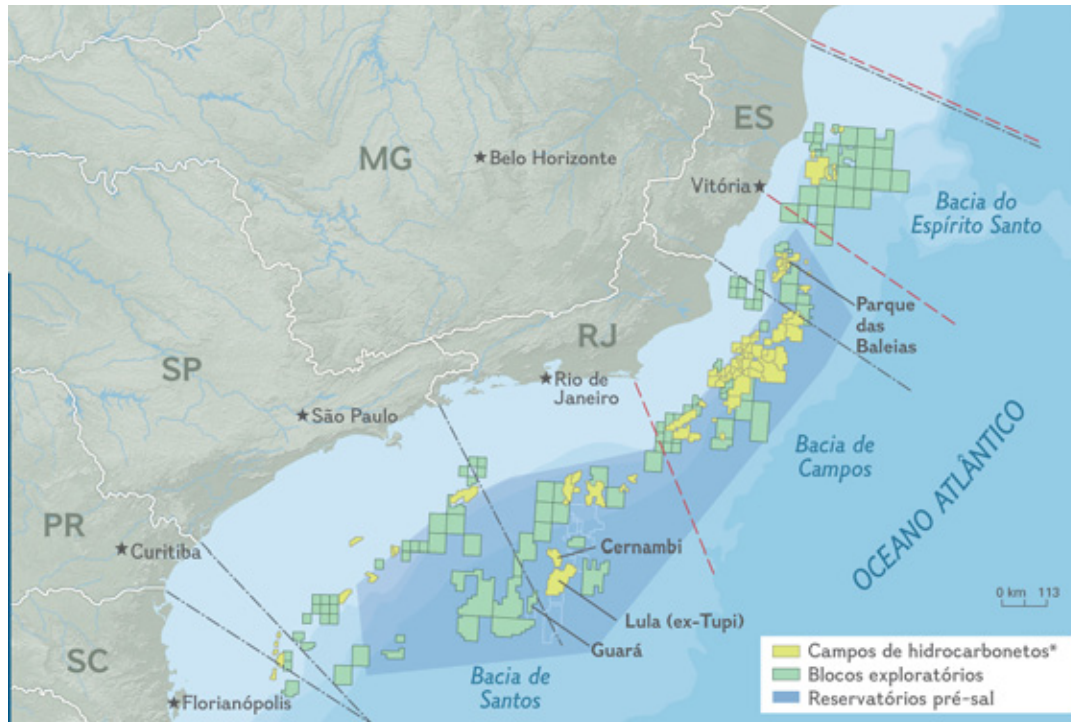 ES
MG
Belo Horizonte
Vitória
Bacia do
Espírito Santo
Parque
das
Baleias
RJ
SP
Rio de
Janeiro
São Paulo
Bacia de
Campos
OCEANO ATLÂNTICO
PR
Curitiba
Cernambi
0 km 113
Lula (ex-Tupi)
Guará
SC
Bacia de
Santos
Florianópolis
Campos de hidrocarbonetos*
Blocos exploratórios
Reservatórios pré-sal